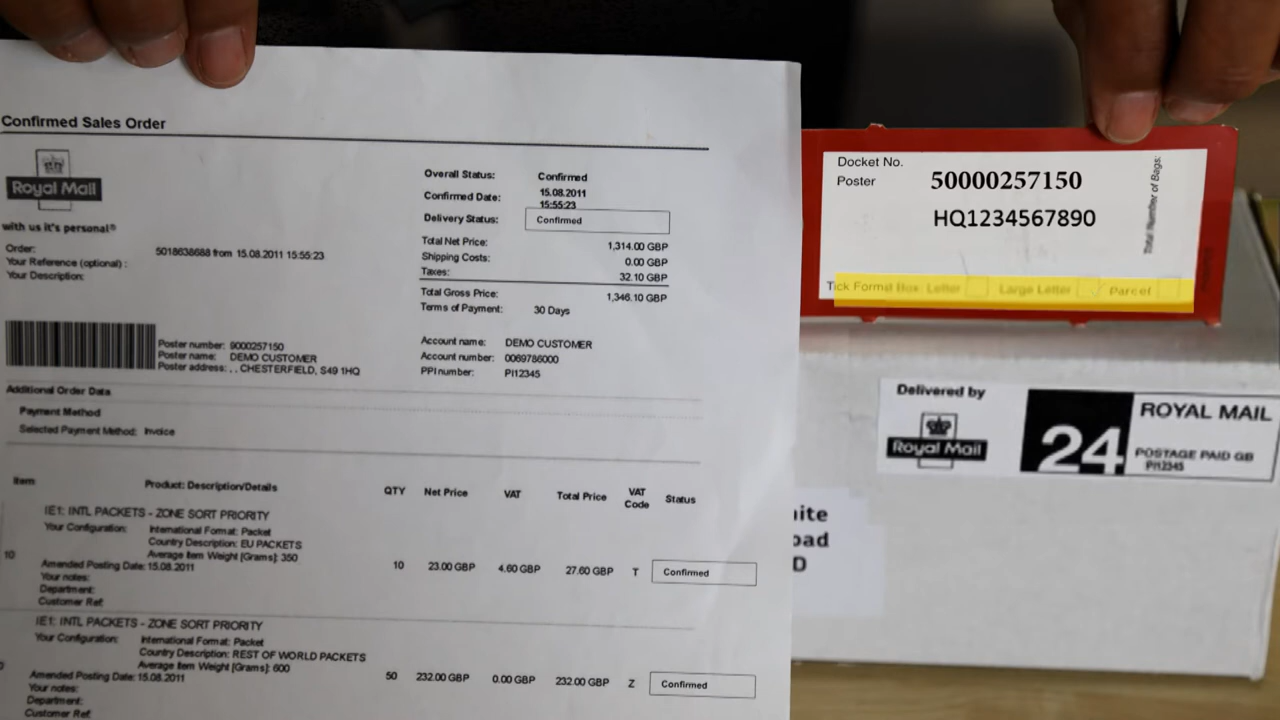 Confirmed Sales Order
Royal Mail
with us it's personal®
Order: 5018638688 from 15.08.2011 15:55:23
Your Reference (optional) :
Your Description:
Overall Status: Confirmed
Confirmed Date: 15.08.2011
15:55:23
Delivery Status: Confirmed
Total Net Price: 1,314.00 GBP
Shipping Costs: 0.00 GBP
Taxes: 32.10 GBP
Total Gross Price: 1,346.10 GBP
Terms of Payment: 30 Days
Poster number: 9000257150
Poster name: DEMO CUSTOMER
Poster address: , , CHESTERFIELD, S49 1HQ
Account name: DEMO CUSTOMER
Account number: 0069786000
PPI number: PI12345
Additional Order Data
Payment Method
Selected Payment Method: Invoice
Item Product: Description/Details QTY Net Price VAT Total Price VAT Code Status
IE1: INTL PACKETS - ZONE SORT PRIORITY
Your Configuration: International Format: Packet
Country Description: EU PACKETS
Average Item Weight [Grams]: 350
10 Amended Posting Date: 15.08.2011 10 23.00 GBP 4.60 GBP 27.60 GBP T Confirmed
Your notes:
Department:
Customer Ref:
IE1: INTL PACKETS - ZONE SORT PRIORITY
Your Configuration: International Format: Packet
Country Description: REST OF WORLD PACKETS
Average Item Weight [Grams]: 600
Amended Posting Date: 15.08.2011 50 232.00 GBP 0.00 GBP 232.00 GBP Z Confirmed
Your notes:
Department:
Customer Ref:
Docket No.
Poster 50000257150
HQ1234567890
Total Number of Bags:
Tick Format Box: Letter Large Letter Parcel
Delivered by
Royal Mail
24
ROYAL MAIL
POSTAGE PAID GB
PI12345